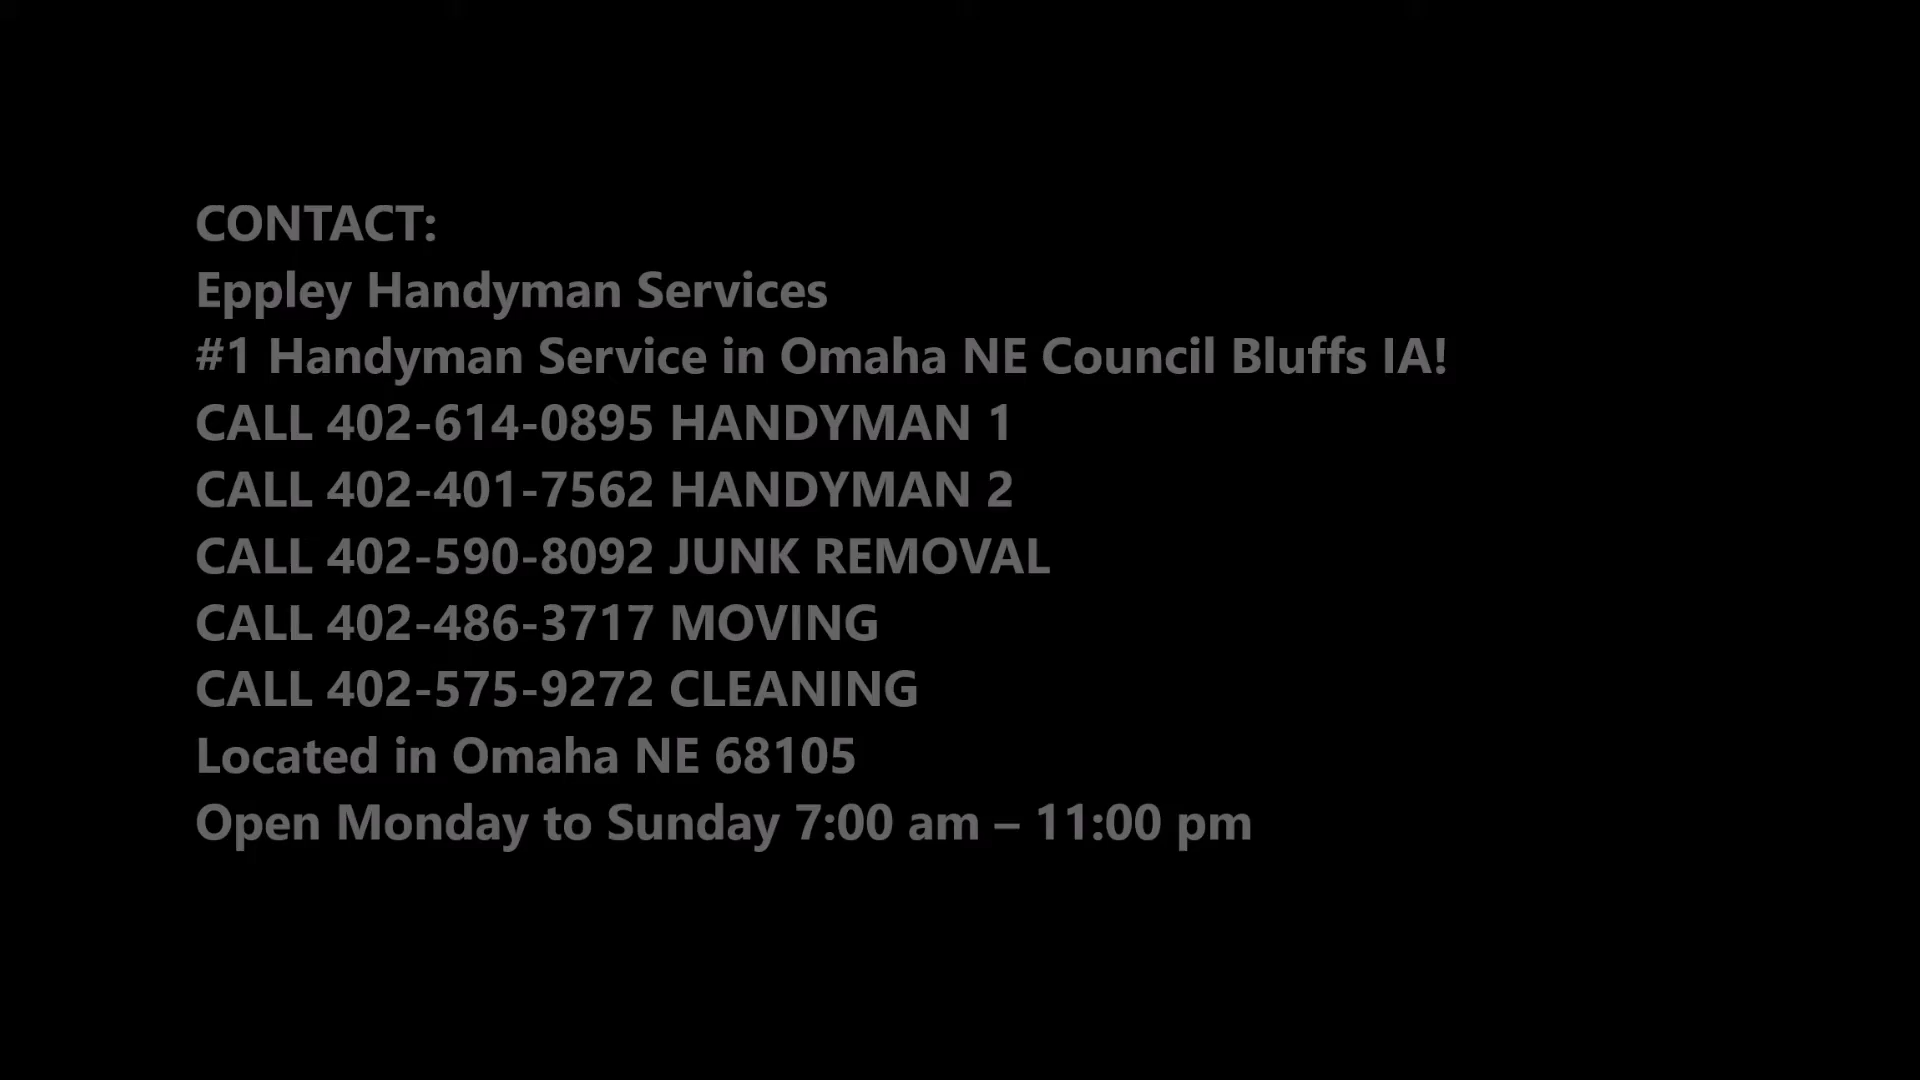 CONTACT:
Eppley Handyman Services
#1 Handyman Service in Omaha NE Council Bluffs IA!
CALL 402-614-0895 HANDYMAN 1
CALL 402-401-7562 HANDYMAN 2
CALL 402-590-8092 JUNK REMOVAL
CALL 402-486-3717 MOVING
CALL 402-575-9272 CLEANING
Located in Omaha NE 68105
Open Monday to Sunday 7:00 am – 11:00 pm